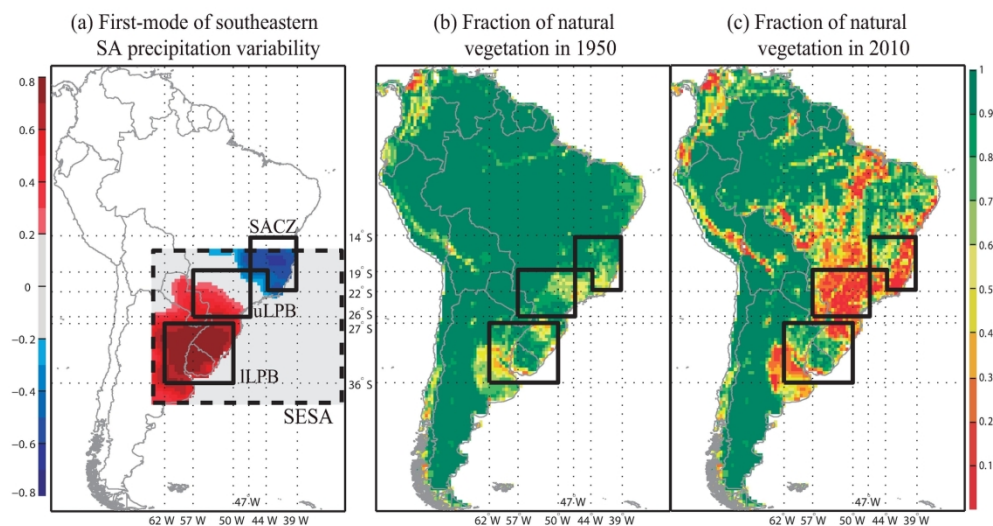 (a) First-mode of southeastern
SA precipitation variability
(b) Fraction of natural
vegetation in 1950
(c) Fraction of natural
vegetation in 2010
0.8
0.6
0.4
0.2
0
−0.2
−0.4
−0.6
−0.8
SACZ
uLPB
lLPB
SESA
14° S
19° S
22° S
26° S
27° S
36° S
47 W
62 W 57 W 50 W 44 W 39 W
47 W
62 W 57 W 50 W 44 W 39 W
47 W
62 W 57 W 50 W 44 W 39 W
1
0.9
0.8
0.7
0.6
0.5
0.4
0.3
0.2
0.1